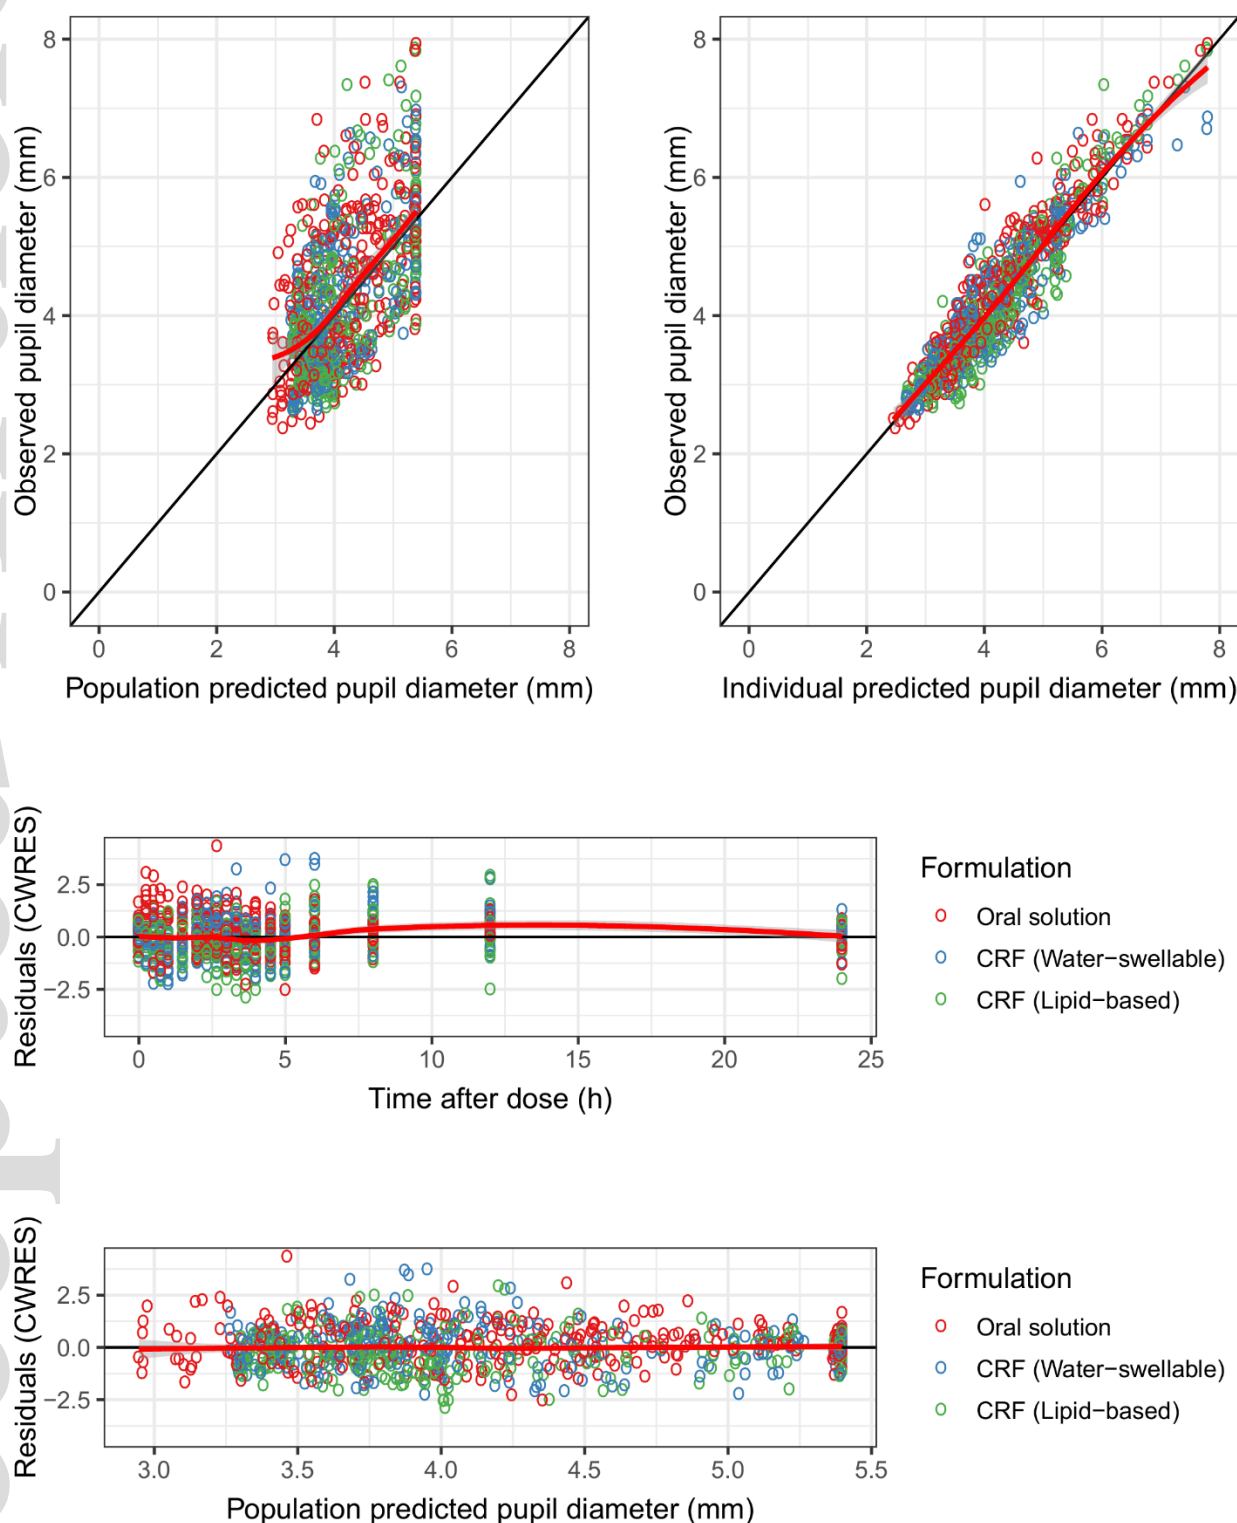 Observed pupil diameter (mm)
8
6
4
2
0
0 2 4 6 8
Population predicted pupil diameter (mm)
Observed pupil diameter (mm)
8
6
4
2
0
0 2 4 6 8
Individual predicted pupil diameter (mm)
Residuals (CWRES)
2.5
0.0
−2.5
0 5 10 15 20 25
Time after dose (h)
Formulation
Oral solution
CRF (Water−swellable)
CRF (Lipid−based)
Residuals (CWRES)
2.5
0.0
−2.5
3.0 3.5 4.0 4.5 5.0 5.5
Population predicted pupil diameter (mm)
Formulation
Oral solution
CRF (Water−swellable)
CRF (Lipid−based)